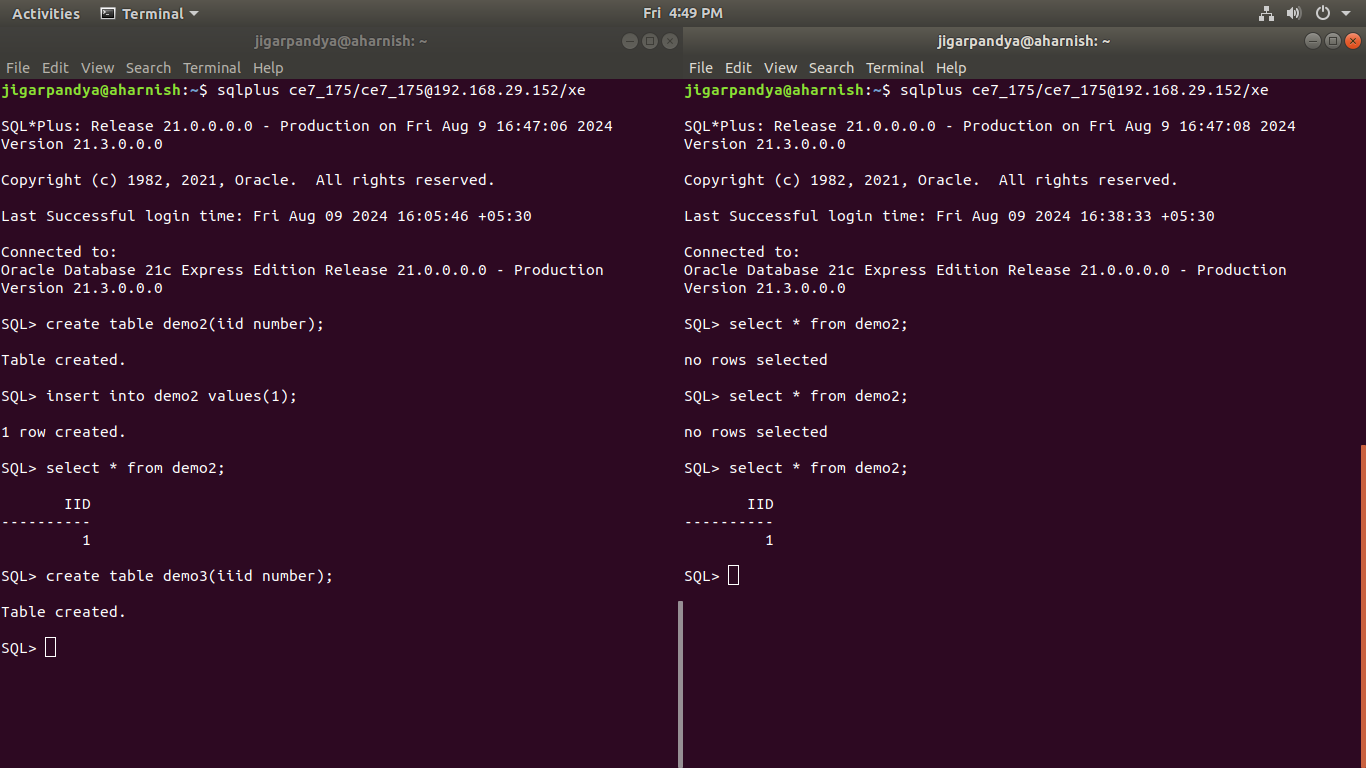 Activities Terminal Fri 4:49 PM
jigarpandya@aharnish: ~
File Edit View Search Terminal Help
jigarpandya@aharnish:~$ sqlplus ce7_175/ce7_175@192.168.29.152/xe
SQL*Plus: Release 21.0.0.0.0 - Production on Fri Aug 9 16:47:06 2024
Version 21.3.0.0.0
Copyright (c) 1982, 2021, Oracle.  All rights reserved.
Last Successful login time: Fri Aug 09 2024 16:05:46 +05:30
Connected to:
Oracle Database 21c Express Edition Release 21.0.0.0.0 - Production
Version 21.3.0.0.0
SQL> create table demo2(iid number);
Table created.
SQL> insert into demo2 values(1);
1 row created.
SQL> select * from demo2;
IID
----------
1
SQL> create table demo3(iiid number);
Table created.
SQL>
jigarpandya@aharnish: ~
File Edit View Search Terminal Help
jigarpandya@aharnish:~$ sqlplus ce7_175/ce7_175@192.168.29.152/xe
SQL*Plus: Release 21.0.0.0.0 - Production on Fri Aug 9 16:47:08 2024
Version 21.3.0.0.0
Copyright (c) 1982, 2021, Oracle.  All rights reserved.
Last Successful login time: Fri Aug 09 2024 16:38:33 +05:30
Connected to:
Oracle Database 21c Express Edition Release 21.0.0.0.0 - Production
Version 21.3.0.0.0
SQL> select * from demo2;
no rows selected
SQL> select * from demo2;
no rows selected
SQL> select * from demo2;
IID
----------
1
SQL>